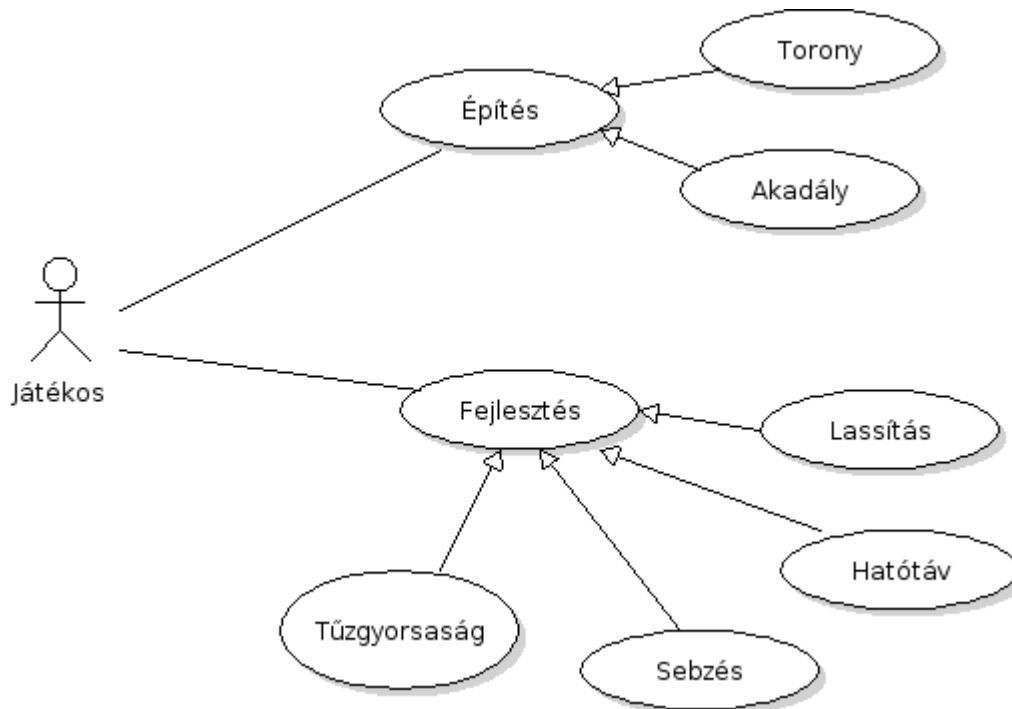 Torony
Építés
Akadály
Játékos
Fejlesztés
Lassítás
Hatótáv
Tűzgyorsaság
Sebzés